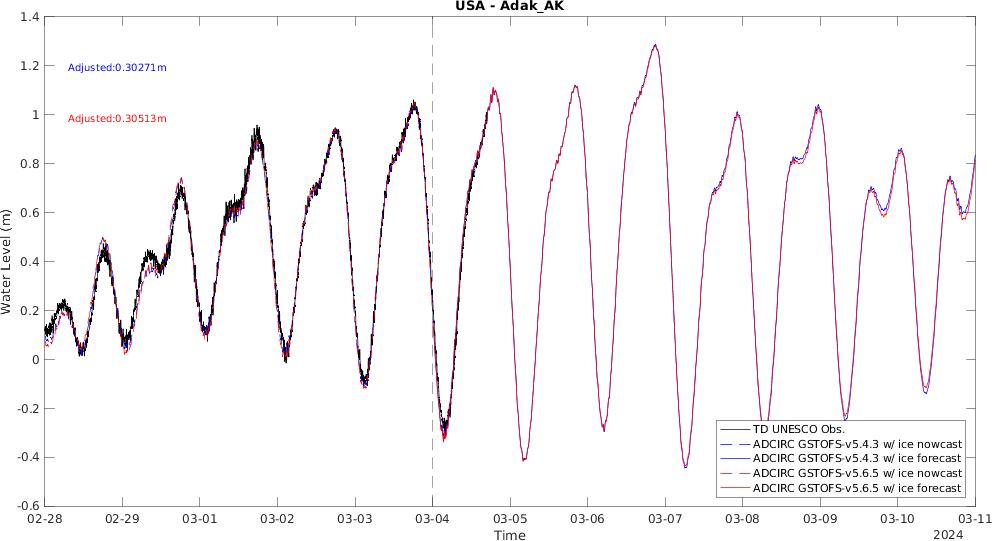 USA - Adak_AK
1.4
1.2
1
0.8
0.6
0.4
0.2
0
-0.2
-0.4
-0.6
Water Level (m)
Adjusted:0.30271m
Adjusted:0.30513m
TD UNESCO Obs.
ADCIRC GSTOFS-v5.4.3 w/ ice nowcast
ADCIRC GSTOFS-v5.4.3 w/ ice forecast
ADCIRC GSTOFS-v5.6.5 w/ ice nowcast
ADCIRC GSTOFS-v5.6.5 w/ ice forecast
02-28 02-29 03-01 03-02 03-03 03-04 03-05 03-06 03-07 03-08 03-09 03-10 03-11
Time
2024